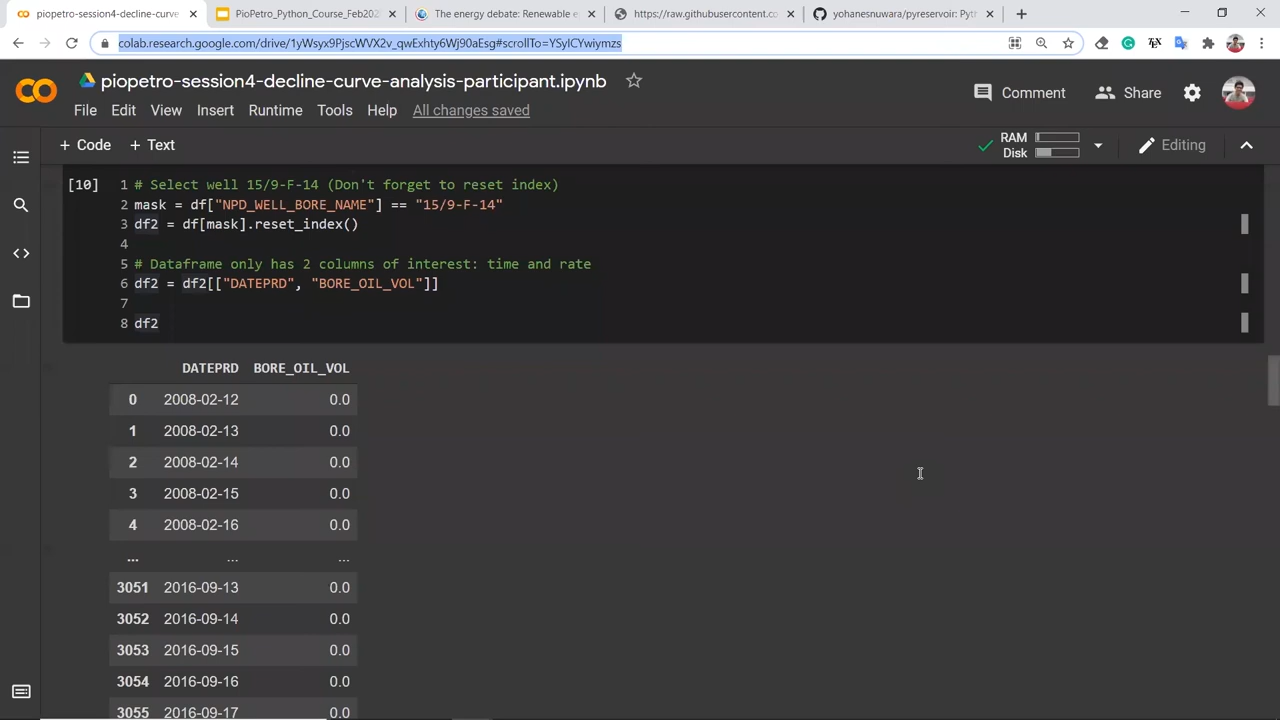 piopetro-session4-decline-curve
PioPetro_Python_Course_Feb202
The energy debate: Renewable e
https://raw.githubusercontent.co
yohanesnuwara/pyreservoir: Pyth
colab.research.google.com/drive/1yWsyx9PjscWVX2v_qwExhty6Wj90aEsg#scrollTo=YSyICYwiymzs
piopetro-session4-decline-curve-analysis-participant.ipynb
Comment
Share
File Edit View Insert Runtime Tools Help All changes saved
+ Code + Text
RAM
Disk
Editing
[10]
1 # Select well 15/9-F-14 (Don't forget to reset index)
2 mask = df["NPD_WELL_BORE_NAME"] == "15/9-F-14"
3 df2 = df[mask].reset_index()
4
5 # Dataframe only has 2 columns of interest: time and rate
6 df2 = df2[["DATEPRD", "BORE_OIL_VOL"]]
7
8 df2
DATEPRD BORE_OIL_VOL
0 2008-02-12 0.0
1 2008-02-13 0.0
2 2008-02-14 0.0
3 2008-02-15 0.0
4 2008-02-16 0.0
... ... ...
3051 2016-09-13 0.0
3052 2016-09-14 0.0
3053 2016-09-15 0.0
3054 2016-09-16 0.0
3055 2016-09-17 0.0